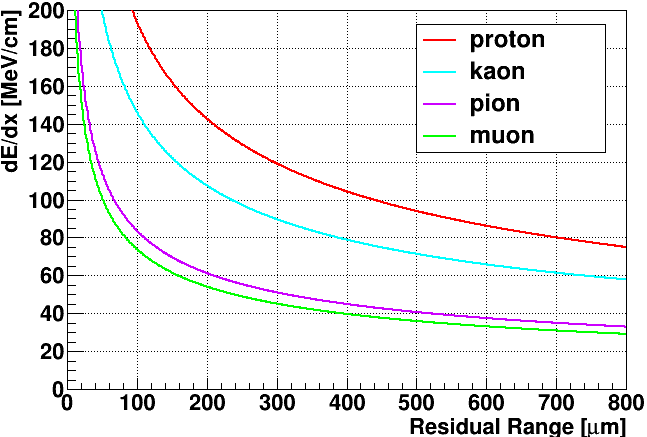 dE/dx [MeV/cm]
200
180
160
140
120
100
80
60
40
20
0
proton
kaon
pion
muon
0 100 200 300 400 500 600 700 800
Residual Range [μm]